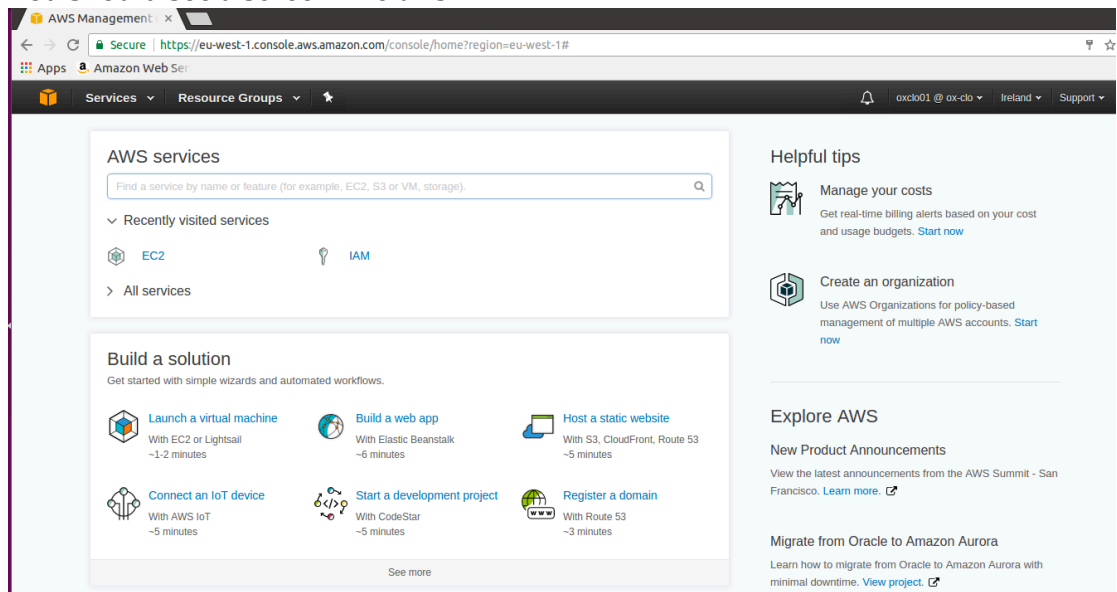 AWS Management
Secure | https://eu-west-1.console.aws.amazon.com/console/home?region=eu-west-1#
Apps Amazon Web Ser
Services Resource Groups oxclo01 @ ox-clo Ireland Support
AWS services
Find a service by name or feature (for example, EC2, S3 or VM, storage).
Recently visited services
EC2 IAM
All services
Build a solution
Get started with simple wizards and automated workflows.
Launch a virtual machine
With EC2 or Lightsail
~1-2 minutes
Build a web app
With Elastic Beanstalk
~6 minutes
Host a static website
With S3, CloudFront, Route 53
~5 minutes
Connect an IoT device
With AWS IoT
~5 minutes
Start a development project
With CodeStar
~5 minutes
Register a domain
With Route 53
~3 minutes
See more
Helpful tips
Manage your costs
Get real-time billing alerts based on your cost
and usage budgets. Start now
Create an organization
Use AWS Organizations for policy-based
management of multiple AWS accounts. Start
now
Explore AWS
New Product Announcements
View the latest announcements from the AWS Summit - San
Francisco. Learn more.
Migrate from Oracle to Amazon Aurora
Learn how to migrate from Oracle to Amazon Aurora with
minimal downtime. View project.